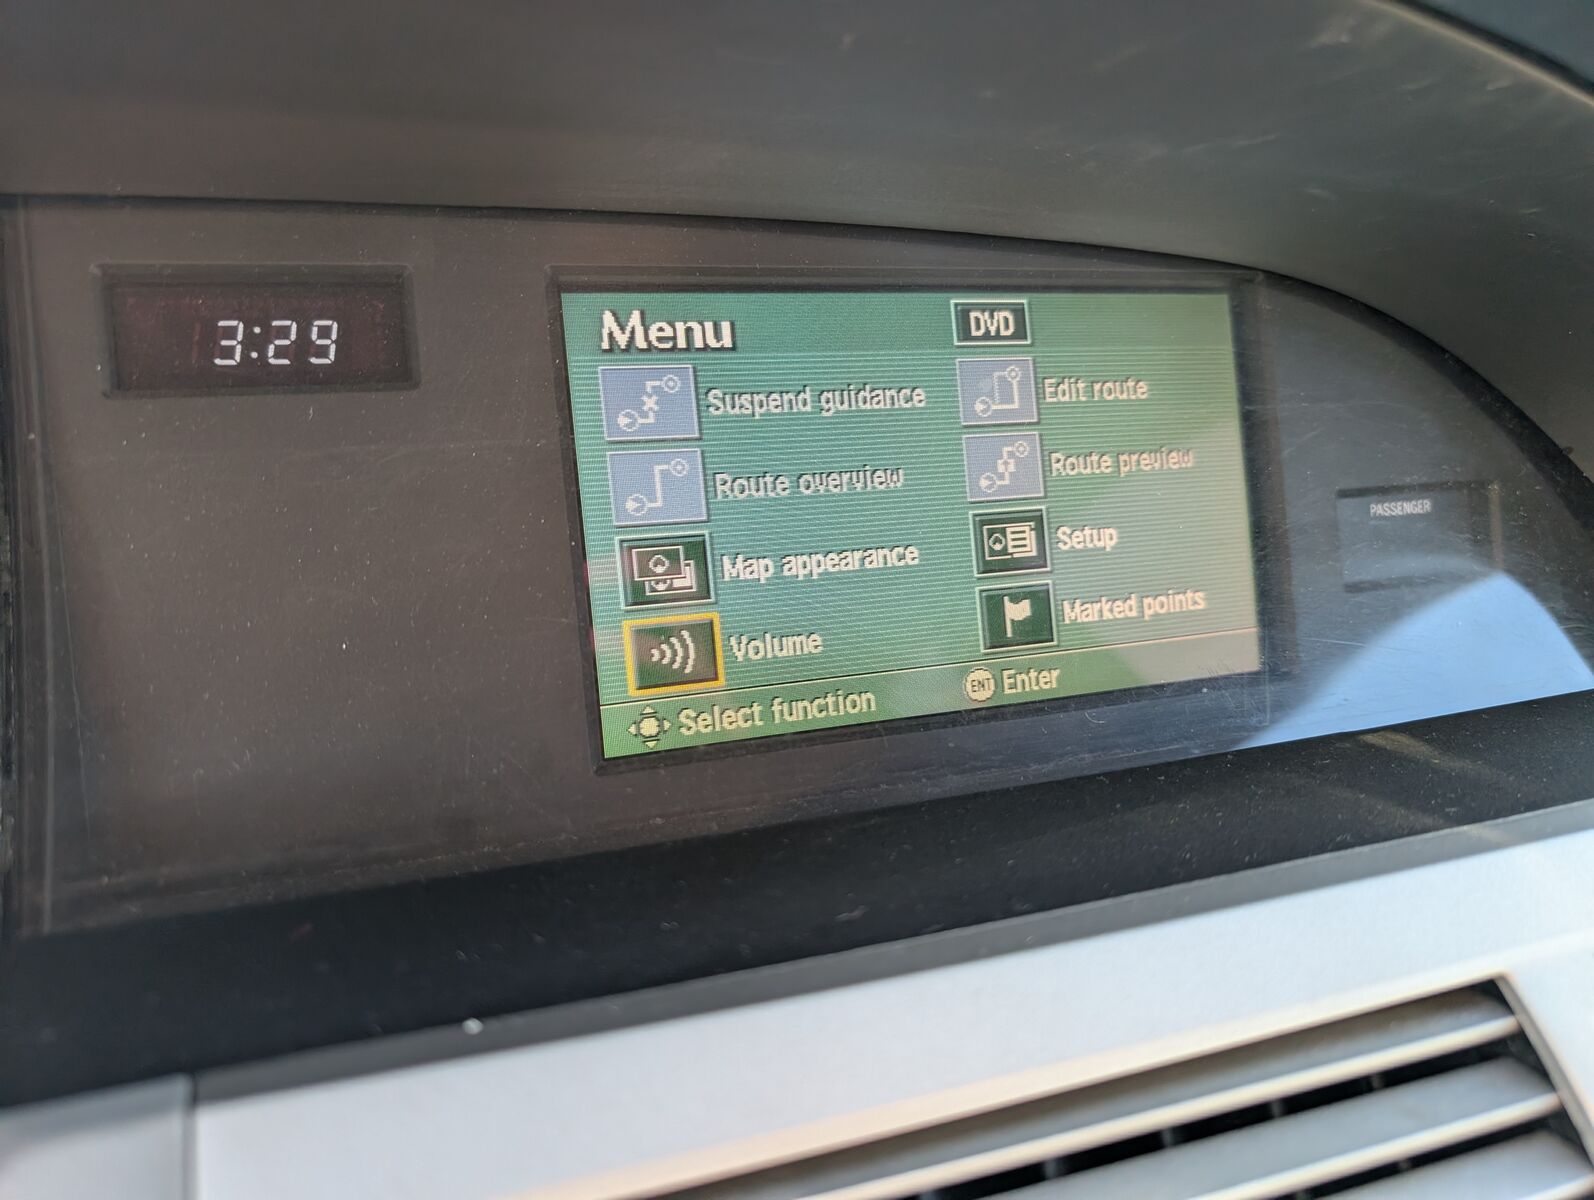 3:29
Menu
DVD
Suspend guidance
Edit route
Route overview
Route preview
Map appearance
Setup
Volume
Marked points
Select function
ENT Enter
PASSENGER